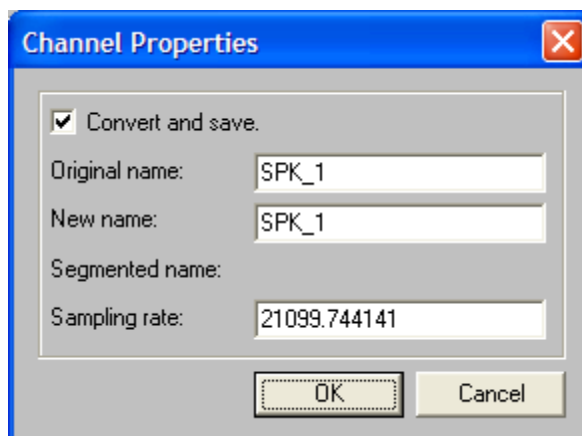 Channel Properties
Convert and save.
Original name: SPK_1
New name: SPK_1
Segmented name:
Sampling rate: 21099.744141
OK Cancel